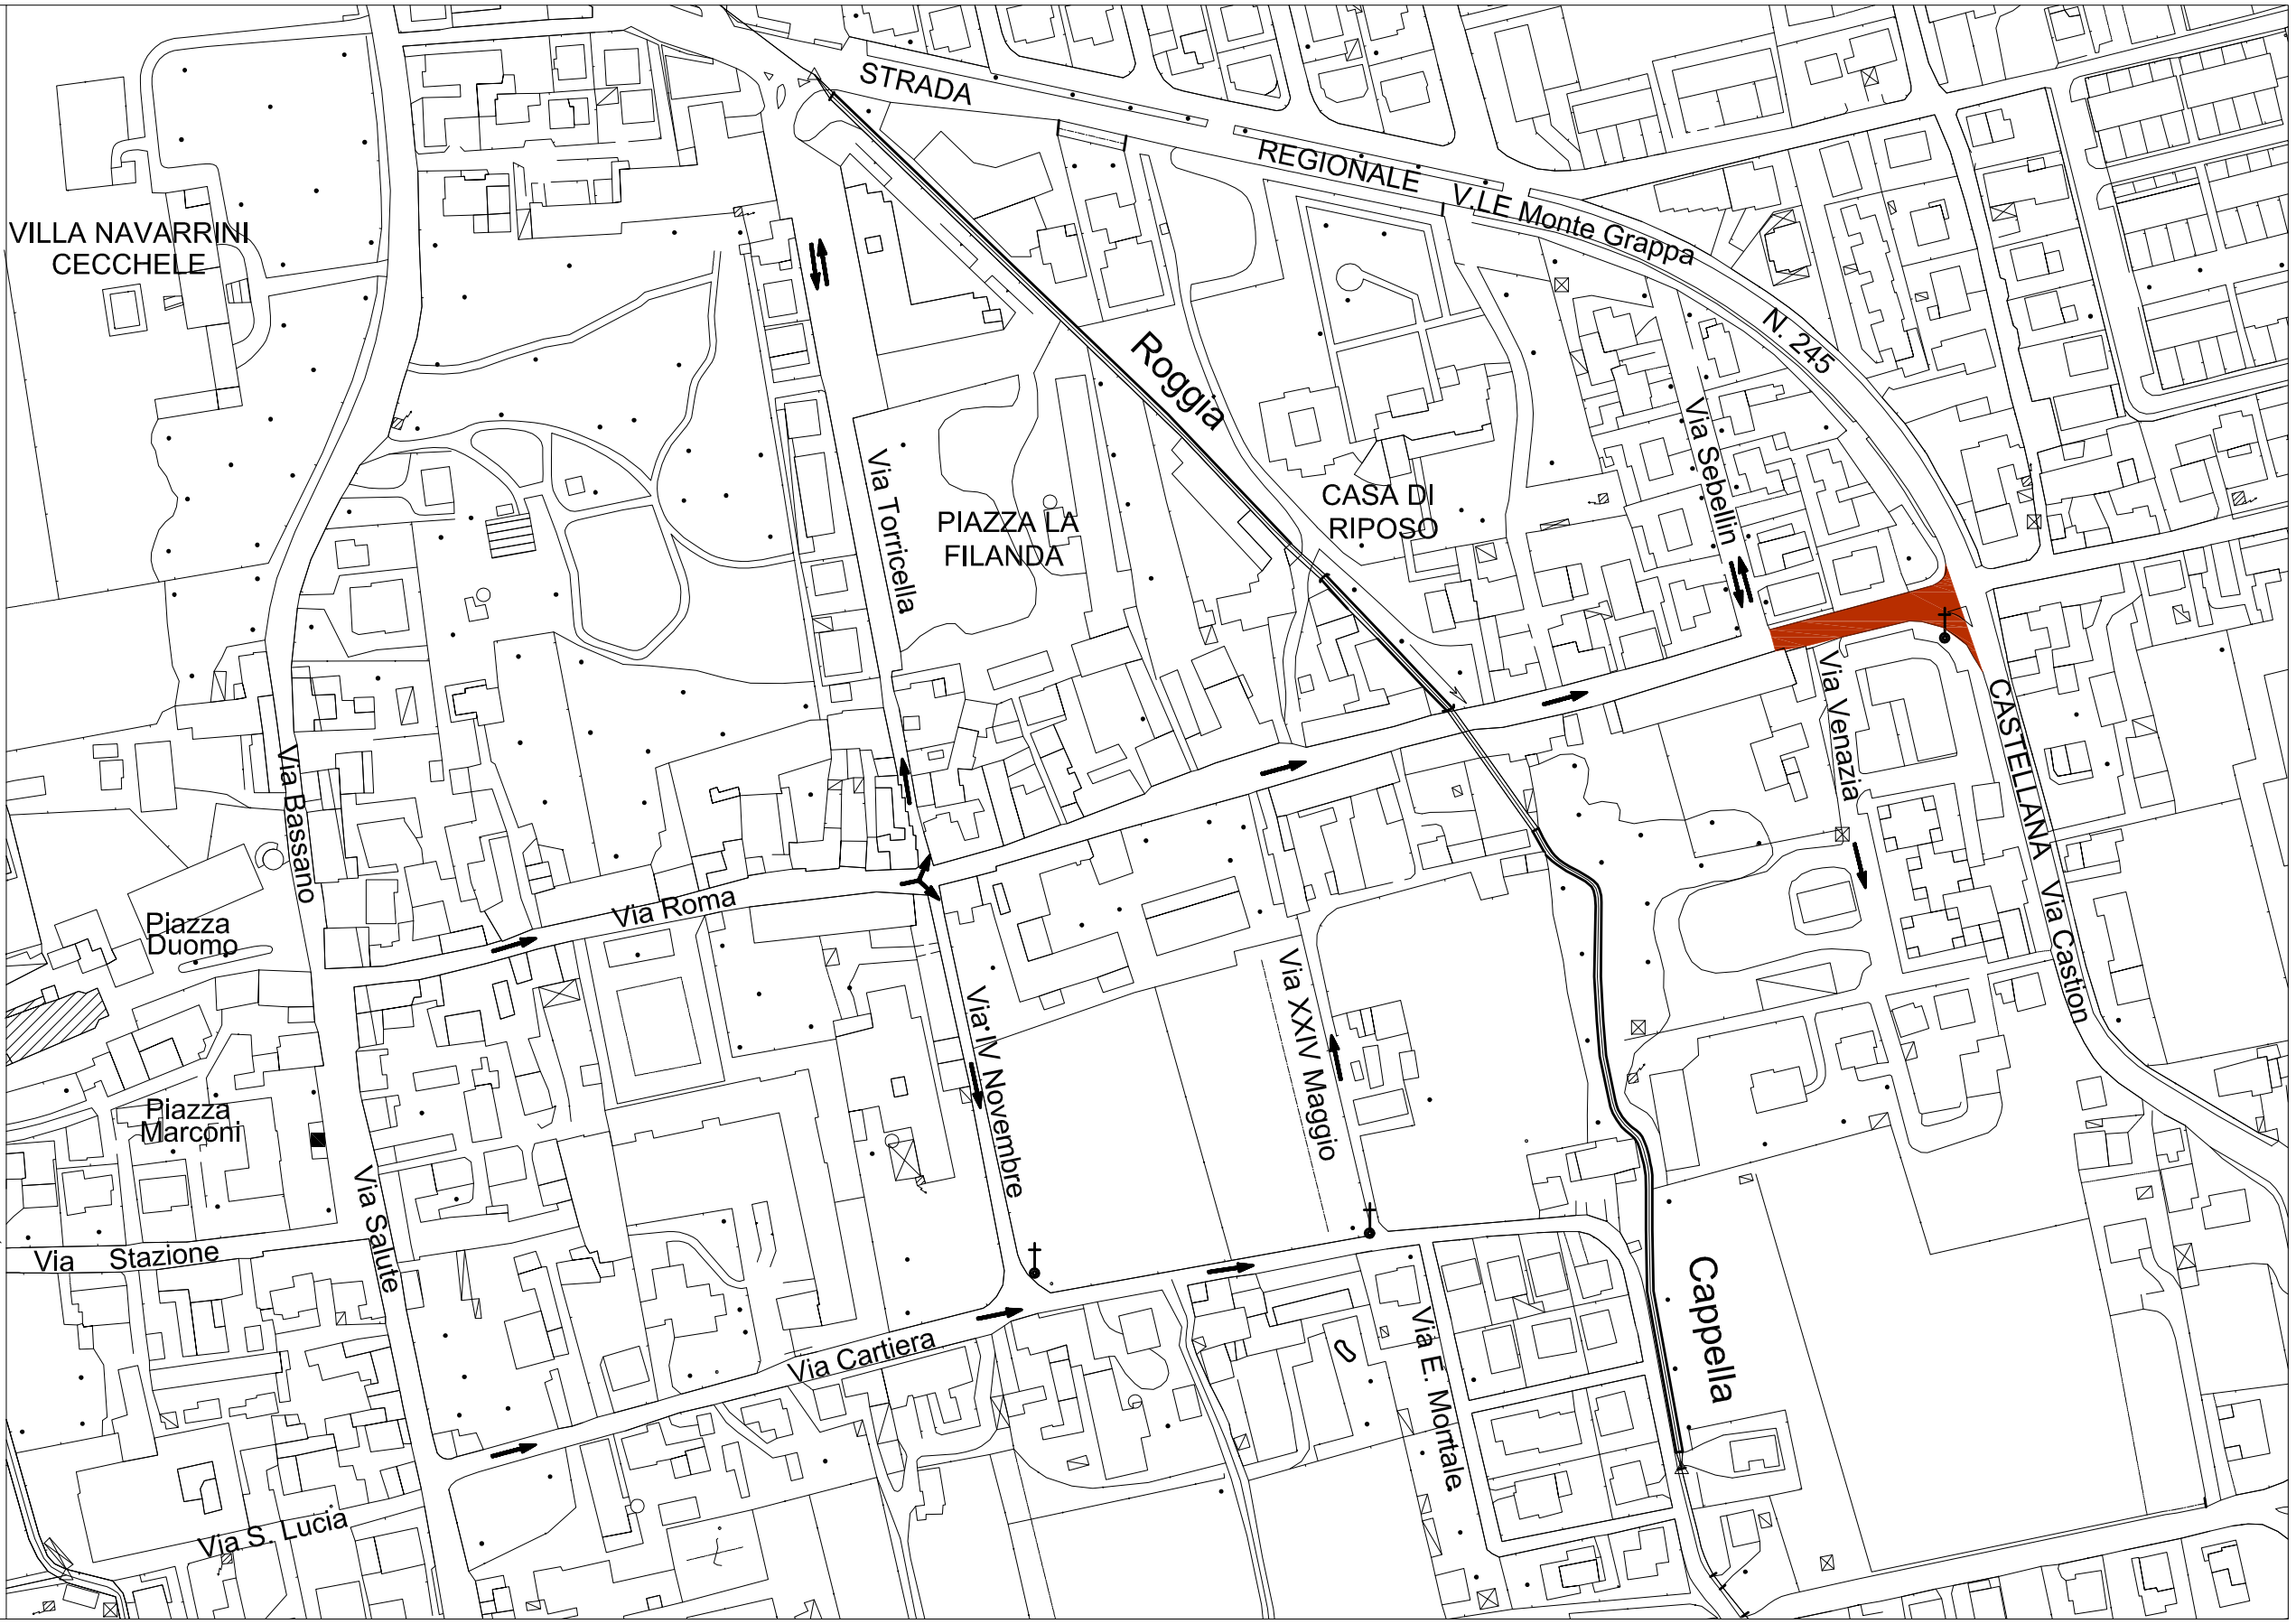 STRADA
REGIONALE
V.LE Monte Grappa
N. 245
VILLA NAVARRINI
CECCHELE
Roggia
Via Sebellin
Via Torricella
PIAZZA LA
FILANDA
CASA DI
RIPOSO
Via Venazia
CASTELLANA
Via Castion
Via Bassano
Via Roma
Piazza
Duomo
Via IV Novembre
Via XXIV Maggio
Piazza
Marconi
Via Salute
Via Stazione
Via Cartiera
Via E. Montale
Cappella
Via S. Lucia